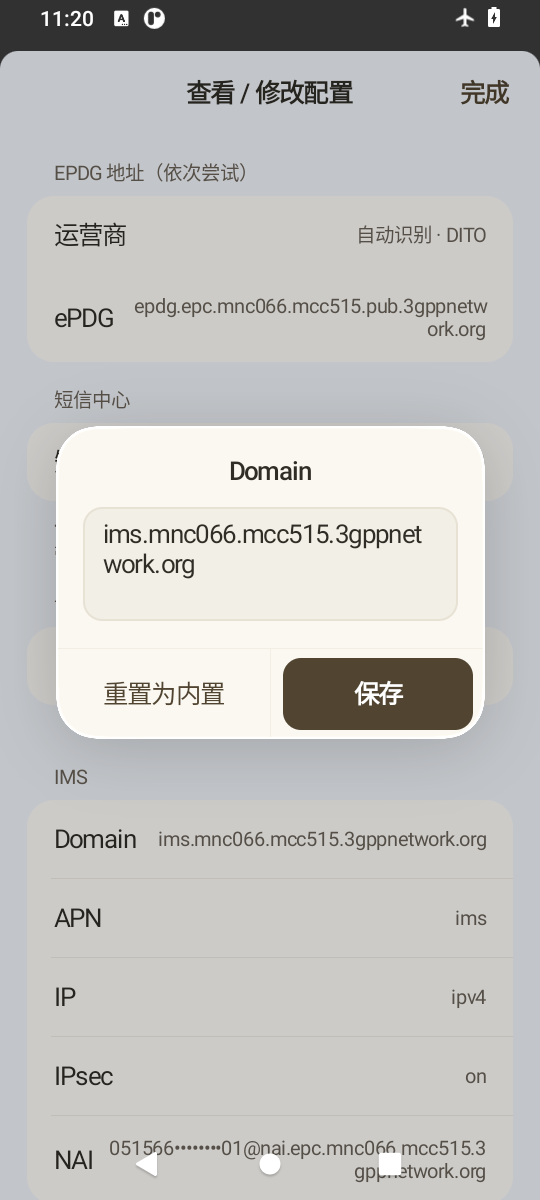 11:20
查看 / 修改配置
完成
EPDG 地址（依次尝试）
运营商
自动识别 · DITO
ePDG
epdg.epc.mnc066.mcc515.pub.3gppnetw
ork.org
短信中心
Domain
ims.mnc066.mcc515.3gppnet
work.org
重置为内置
保存
IMS
Domain
ims.mnc066.mcc515.3gppnetwork.org
APN
ims
IP
ipv4
IPsec
on
NAI
051566••••••••01@nai.epc.mnc066.mcc515.3
gppnetwork.org